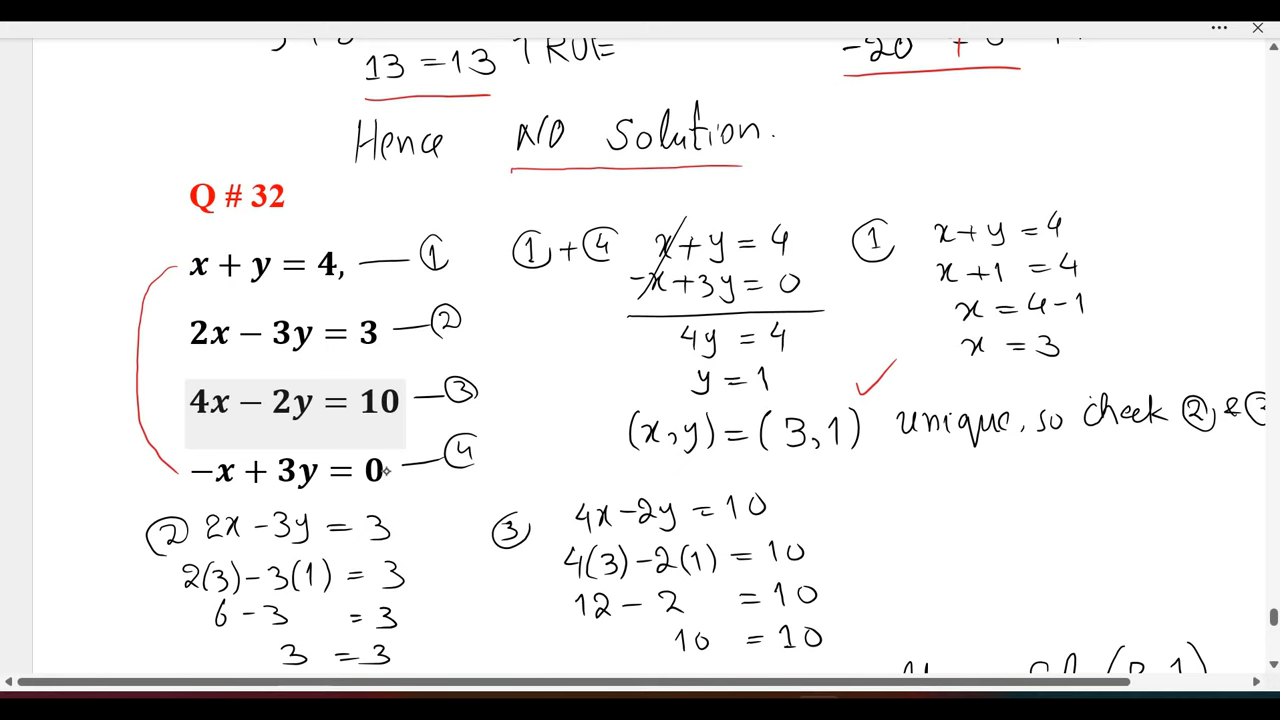 13 = 13 TRUE
-20 +
Hence NO Solution.
Q # 32
x + y = 4, — ①
2x − 3y = 3 — ②
4x − 2y = 10 — ③
−x + 3y = 0 — ④
① + ④ x + y = 4
-x + 3y = 0
4y = 4
y = 1
(x, y) = (3, 1) ✓ unique, so check ② & ③
① x + y = 4
x + 1 = 4
x = 4 - 1
x = 3
② 2x - 3y = 3
2(3) - 3(1) = 3
6 - 3 = 3
3 = 3
③ 4x - 2y = 10
4(3) - 2(1) = 10
12 - 2 = 10
10 = 10